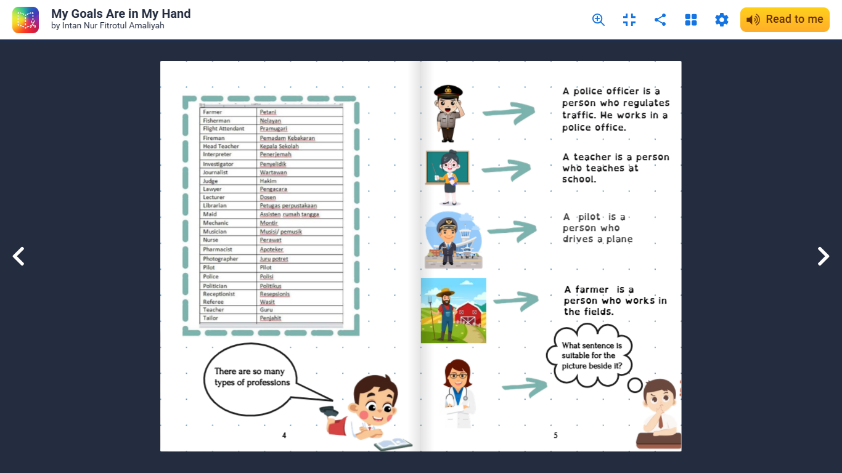 My Goals Are in My Hand
by Intan Nur Fitrotul Amaliyah
Read to me
Farmer Petani
Fisherman Nelayan
Flight Attendant Pramugari
Fireman Pemadam Kebakaran
Head Teacher Kepala Sekolah
Interpreter Penerjemah
Investigator Penyelidik
Journalist Wartawan
Judge Hakim
Lawyer Pengacara
Lecturer Dosen
Librarian Petugas perpustakaan
Maid Assisten rumah tangga
Mechanic Montir
Musician Musisi/ pemusik
Nurse Perawat
Pharmacist Apoteker
Photographer Juru potret
Pilot Pilot
Police Polisi
Politician Politikus
Receptionist Resepsionis
Referee Wasit
Teacher Guru
Tailor Penjahit
There are so many
types of professions
4
A police officer is a
person who regulates
traffic. He works in a
police office.
A teacher is a person
who teaches at
school.
A pilot is a
person who
drives a plane
A farmer is a
person who works in
the fields.
What sentence is
suitable for the
picture beside it?
5